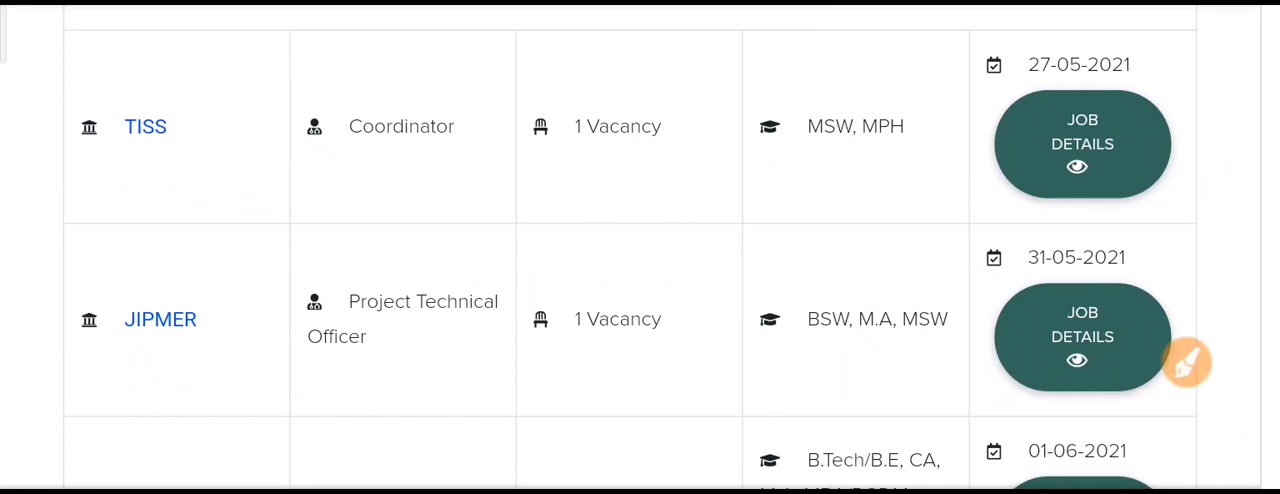 27-05-2021
TISS Coordinator 1 Vacancy MSW, MPH
JOB
DETAILS
31-05-2021
JIPMER Project Technical Officer 1 Vacancy BSW, M.A, MSW
JOB
DETAILS
01-06-2021
B.Tech/B.E, CA,